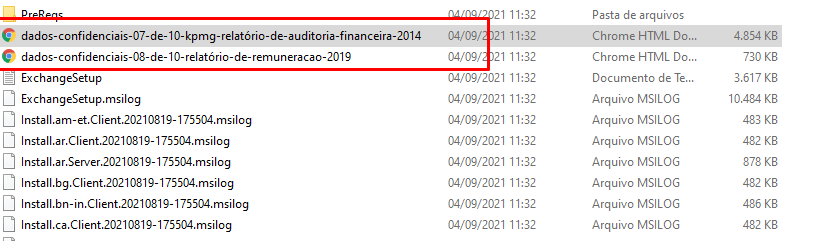 PreReqs 04/09/2021 11:32 Pasta de arquivos
dados-confidenciais-07-de-10-kpmg-relatório-de-auditoria-financeira-2014 04/09/2021 11:32 Chrome HTML Do... 4.854 KB
dados-confidenciais-08-de-10-relatório-de-remuneracao-2019 04/09/2021 11:32 Chrome HTML Do... 730 KB
ExchangeSetup 04/09/2021 11:32 Documento de Te... 3.617 KB
ExchangeSetup.msilog 04/09/2021 11:32 Arquivo MSILOG 10.484 KB
Install.am-et.Client.20210819-175504.msilog 04/09/2021 11:32 Arquivo MSILOG 483 KB
Install.ar.Client.20210819-175504.msilog 04/09/2021 11:32 Arquivo MSILOG 482 KB
Install.ar.Server.20210819-175504.msilog 04/09/2021 11:32 Arquivo MSILOG 878 KB
Install.bg.Client.20210819-175504.msilog 04/09/2021 11:32 Arquivo MSILOG 482 KB
Install.bn-in.Client.20210819-175504.msilog 04/09/2021 11:32 Arquivo MSILOG 486 KB
Install.ca.Client.20210819-175504.msilog 04/09/2021 11:32 Arquivo MSILOG 482 KB